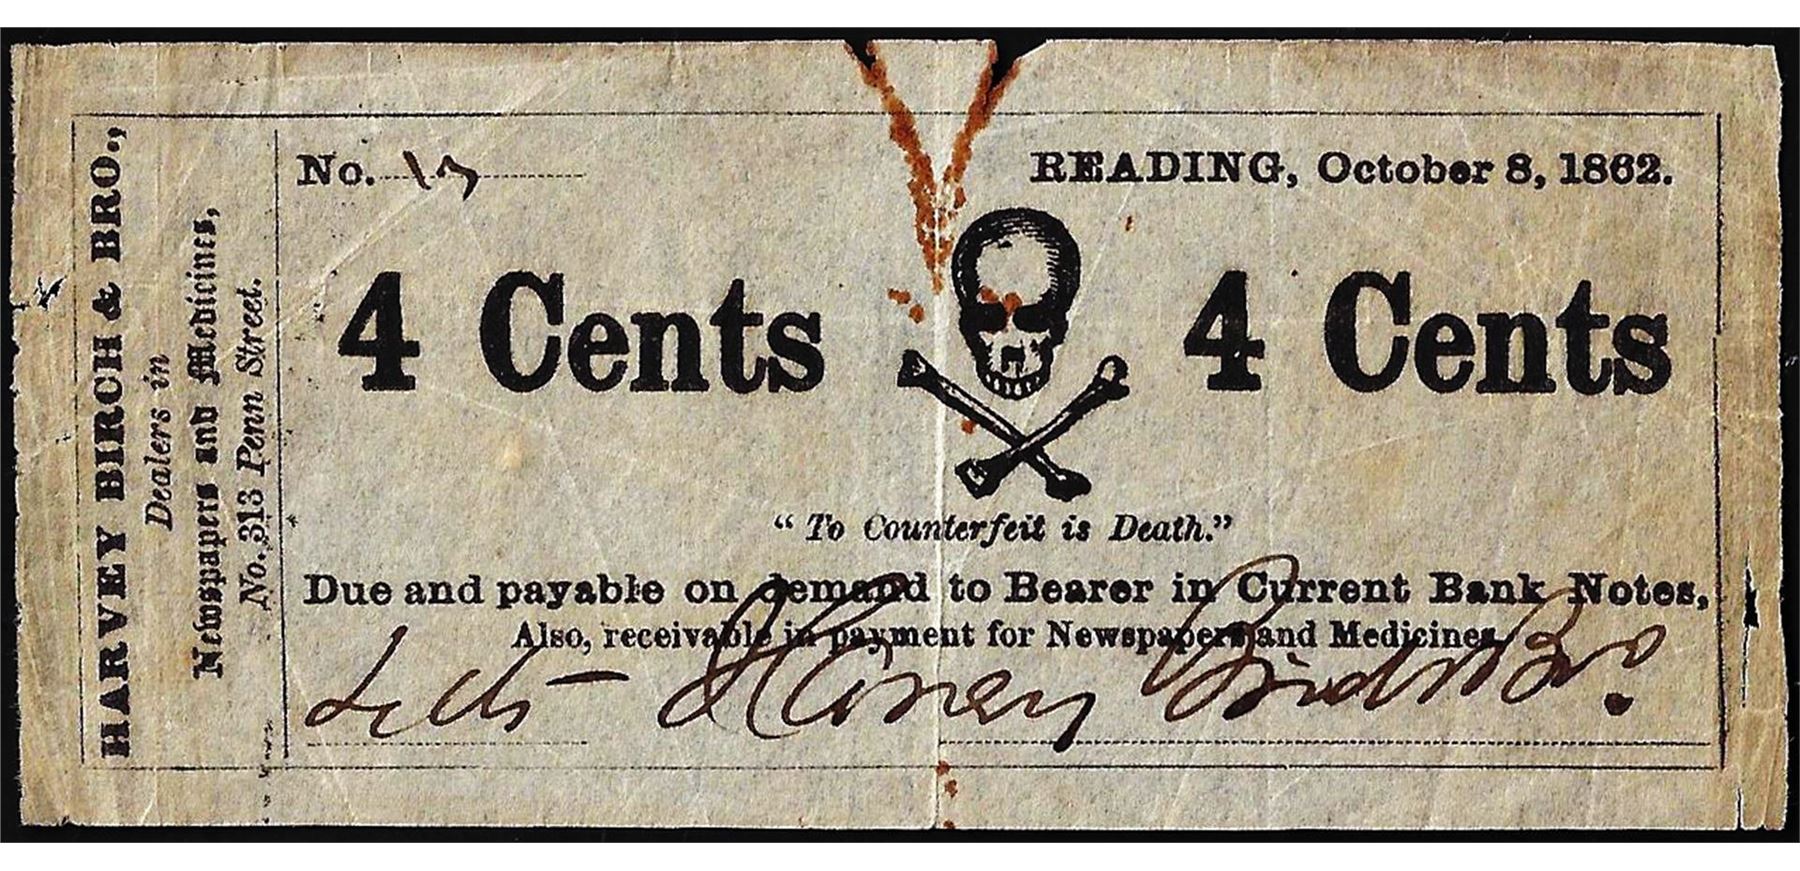 HARVEY BIRCH & BRO.,
Dealers in
Newspapers and Medicines,
No. 313 Penn Street.
No. 17
READING, October 8, 1862.
4 Cents 4 Cents
"To Counterfeit is Death."
Due and payable on demand to Bearer in Current Bank Notes,
Also, receivable in payment for Newspapers and Medicines
Harvey Birch & Bro.